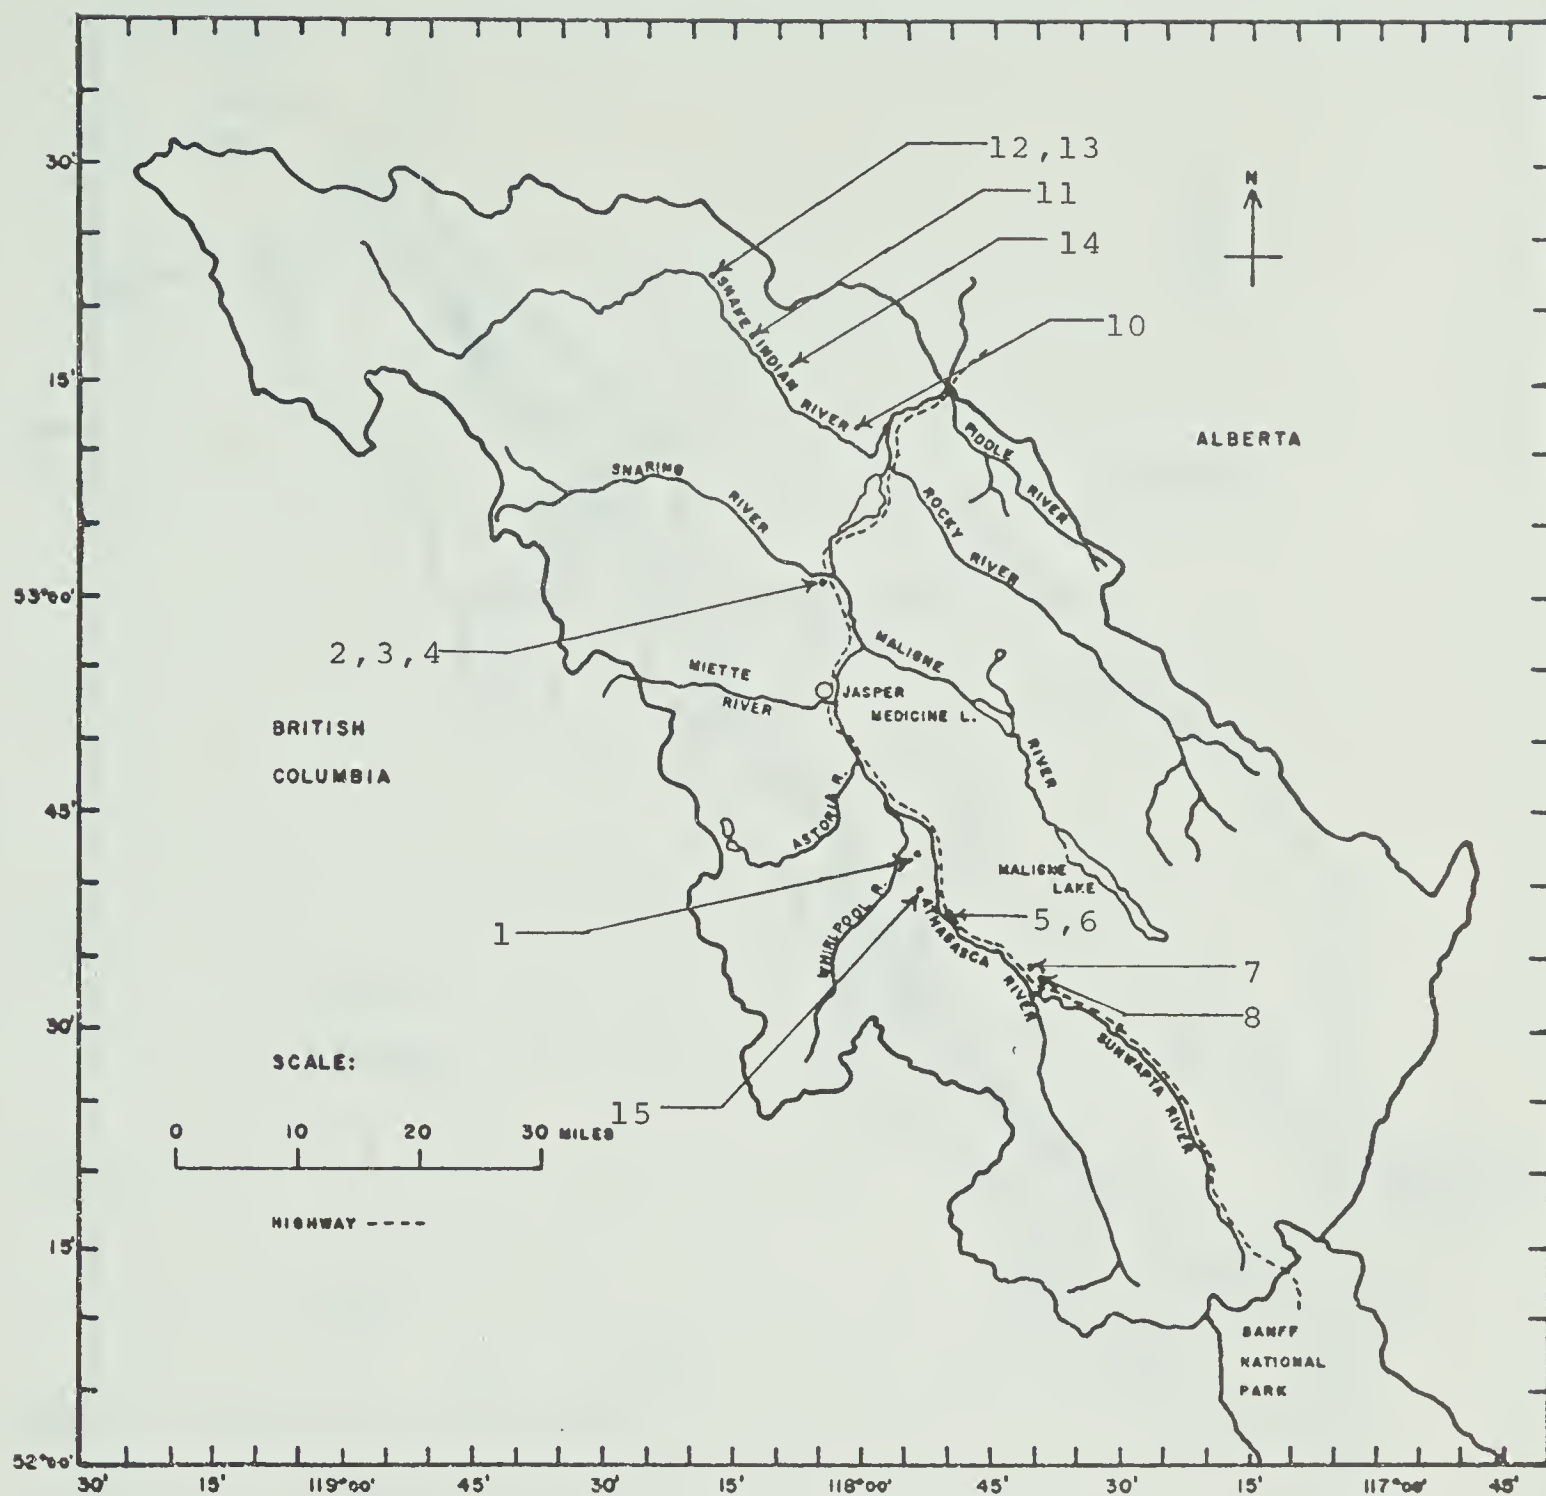 30'
12,13
N
11
14
SNAKE INDIAN RIVER
10
15'
FIDDLE RIVER
ALBERTA
SNARING RIVER
ROCKY RIVER
53°00'
2,3,4
MALIGNE RIVER
MIETTE RIVER
JASPER
MEDICINE L.
BRITISH
COLUMBIA
45'
ASTORIA R.
MALIGNE
LAKE
WHIRLPOOL R.
1
5,6
ATHABASCA RIVER
7
8
30'
SUNWAPTA RIVER
SCALE:
15
0 10 20 30 MILES
HIGHWAY ----
15'
BANFF
NATIONAL
PARK
52°00'
30' 15' 119°00' 45' 30' 15' 118°00' 45' 30' 15' 117°00' 45'